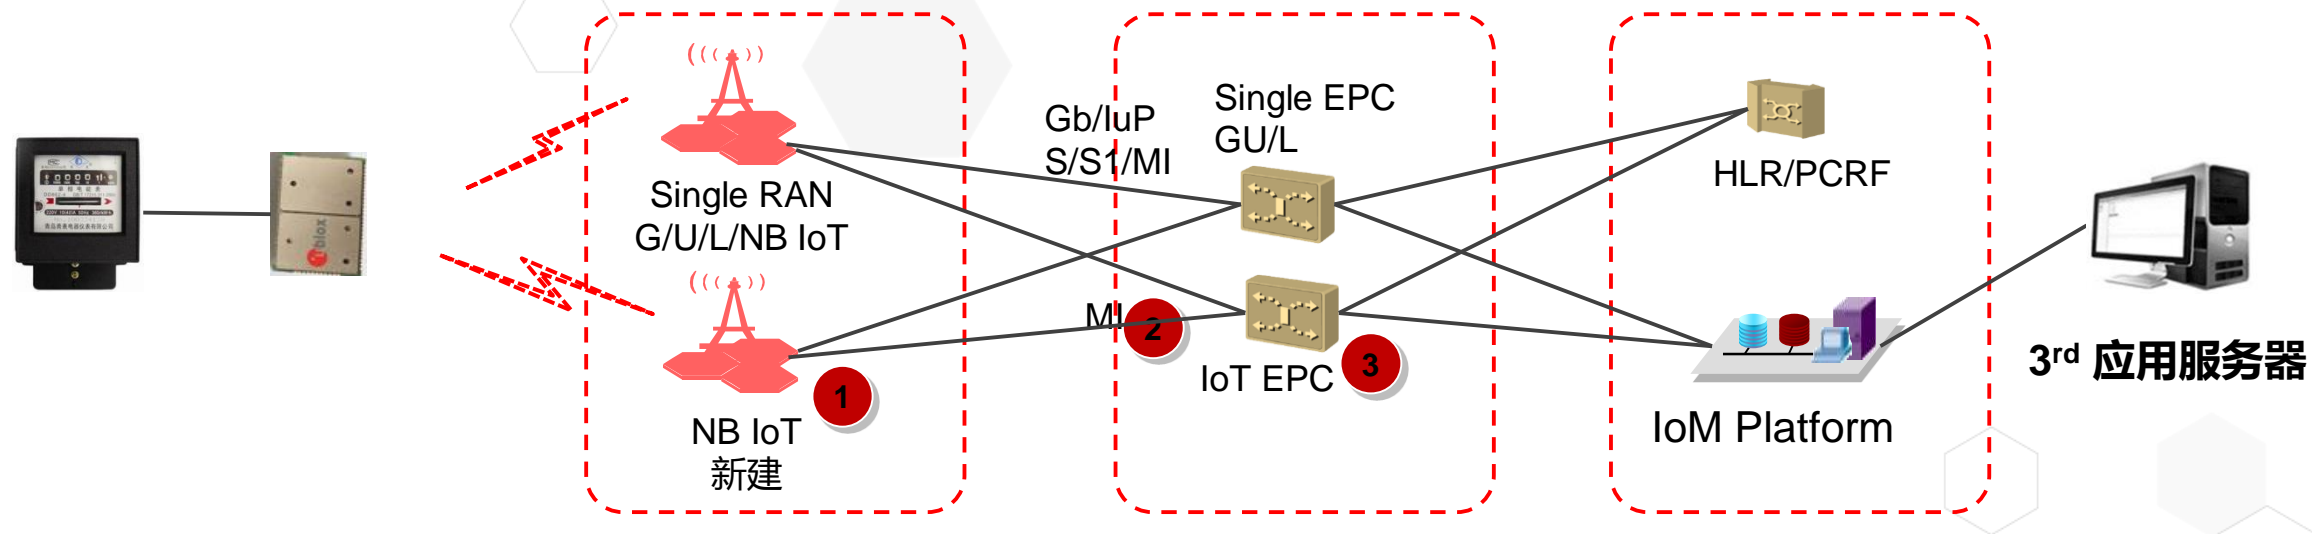 blox
Single RAN
G/U/L/NB IoT
NB IoT
新建
1
Gb/IuP
S/S1/MI
MI
2
Single EPC
GU/L
IoT EPC
3
HLR/PCRF
IoM Platform
3rd 应用服务器